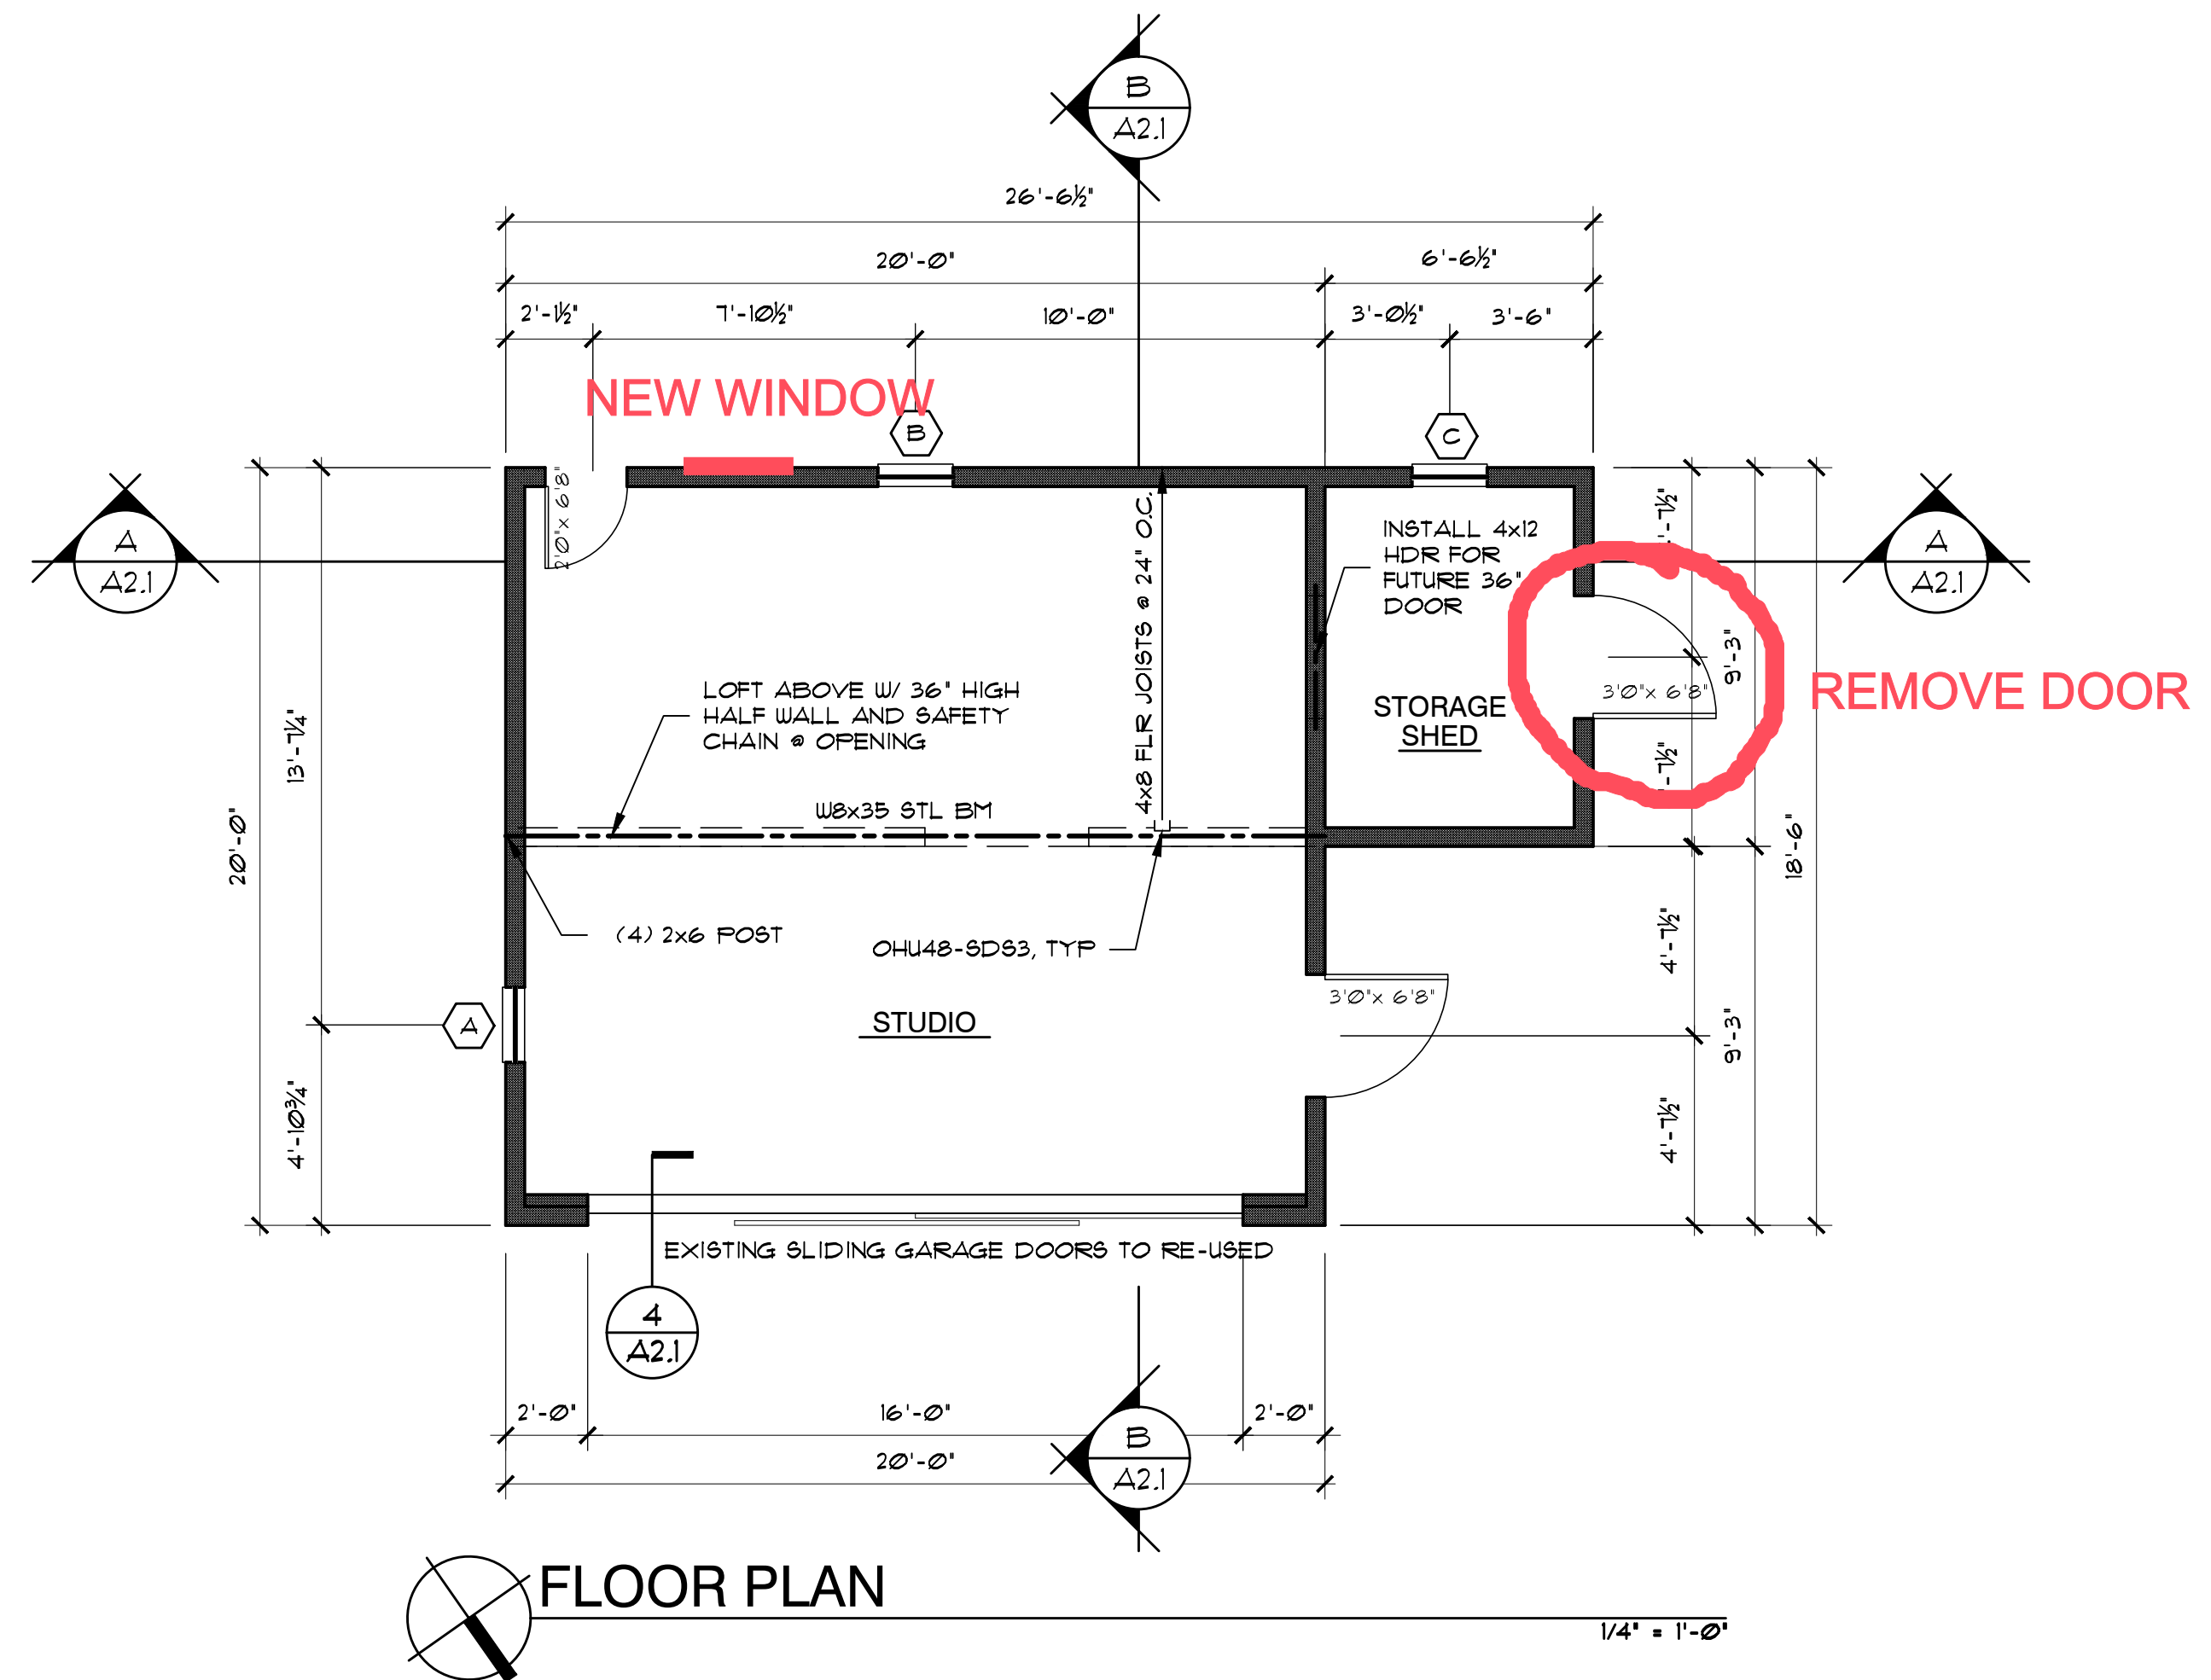 B
A2.1
26'-6½"
20'-0"
6'-6½"
2'-1½"
7'-10½"
10'-0"
3'-0½"
3'-6"
NEW WINDOW
B
C
2'0"x 6'8"
A
A2.1
A
A2.1
INSTALL 4x12
HDR FOR
FUTURE 36"
DOOR
4x8 FLR JOISTS @ 24" O.C.
9'-3"
3'0"x 6'8"
REMOVE DOOR
STORAGE
SHED
LOFT ABOVE W/ 36" HIGH
HALF WALL AND SAFETY
CHAIN @ OPENING
13'-7¼"
20'-0"
W8x35 STL BM
18'-6"
(4) 2x6 POST
OHU48-SDS3, TYP
4'-7½"
3'0"x 6'8"
A
STUDIO
9'-3"
4'-10¾"
4'-7½"
EXISTING SLIDING GARAGE DOORS TO RE-USED
4
A2.1
2'-0"
16'-0"
2'-0"
20'-0"
B
A2.1
FLOOR PLAN
1/4" = 1'-0"